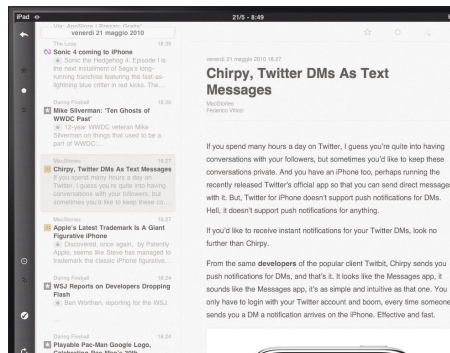 iPad
21/5 - 8:49
Via: AppShopp | Registri, Gratis*
venerdì 21 maggio 2010
The Loop 18.39
Sonic 4 coming to iPhone
Sonic the Hedgehog 4: Episode I is
the next installment of Sega's long-
running franchise featuring the fast-as-
lightning blue critter in red kicks. The...
Daring Fireball 18.36
Mike Silverman: 'Ten Ghosts of
WWDC Past'
12-year WWDC veteran Mike
Silverman on things that used to be a
part of WWDC:...
MacStories 18.27
Chirpy, Twitter DMs As Text Messages
If you spend many hours a day on
Twitter, I guess you're quite into having
conversations with your followers, but
sometimes you'd like to keep these co...
MacStories 18.27
Apple's Latest Trademark Is A Giant
Figurative iPhone
Discovered, once again, by Patently
Apple, seems like Steve has managed to
trademark the classic iPhone figurative...
Daring Fireball 18.24
WSJ Reports on Developers Dropping
Flash
Ben Worthen, reporting for the WSJ:
Daring Fireball 18.24
Playable Pac-Man Google Logo,
Celebrating Pac-Man's 30th
venerdì 21 maggio 2010 18.27
Chirpy, Twitter DMs As Text
Messages
MacStories
Federico Viticci
If you spend many hours a day on Twitter, I guess you're quite into having
conversations with your followers, but sometimes you'd like to keep these
conversations private. And you have an iPhone too, perhaps running the
recently released Twitter's official app so that you can send direct messages
with it. But, Twitter for iPhone doesn't support push notifications for DMs.
Hell, it doesn't support push notifications for anything.
If you'd like to receive instant notifications for your Twitter DMs, look no
further than Chirpy.
From the same developers of the popular client Twitbit, Chirpy sends you
push notifications for DMs, and that's it. It looks like the Messages app, it
sounds like the Messages app, it's as simple and intuitive as that one. You
only have to login with your Twitter account and boom, every time someone
sends you a DM a notification arrives on the iPhone. Effective and fast.